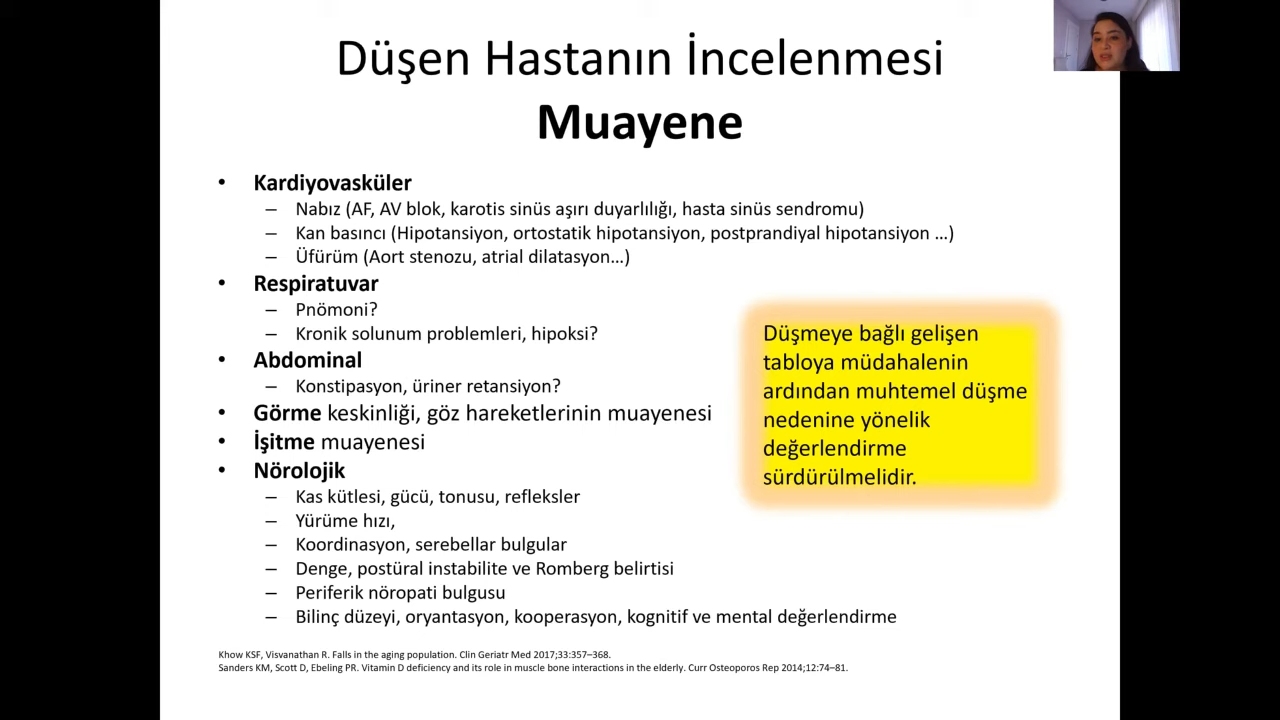 Düşen Hastanın İncelenmesi
Muayene
• Kardiyovasküler
– Nabız (AF, AV blok, karotis sinüs aşırı duyarlılığı, hasta sinüs sendromu)
– Kan basıncı (Hipotansiyon, ortostatik hipotansiyon, postprandiyal hipotansiyon …)
– Üfürüm (Aort stenozu, atrial dilatasyon…)
• Respiratuvar
– Pnömoni?
– Kronik solunum problemleri, hipoksi?
• Abdominal
– Konstipasyon, üriner retansiyon?
• Görme keskinliği, göz hareketlerinin muayenesi
• İşitme muayenesi
• Nörolojik
– Kas kütlesi, gücü, tonusu, refleksler
– Yürüme hızı,
– Koordinasyon, serebellar bulgular
– Denge, postüral instabilite ve Romberg belirtisi
– Periferik nöropati bulgusu
– Bilinç düzeyi, oryantasyon, kooperasyon, kognitif ve mental değerlendirme
Düşmeye bağlı gelişen
tabloya müdahalenin
ardından muhtemel düşme
nedenine yönelik
değerlendirme
sürdürülmelidir.
Khow KSF, Visvanathan R. Falls in the aging population. Clin Geriatr Med 2017;33:357–368.
Sanders KM, Scott D, Ebeling PR. Vitamin D deficiency and its role in muscle bone interactions in the elderly. Curr Osteoporos Rep 2014;12:74–81.